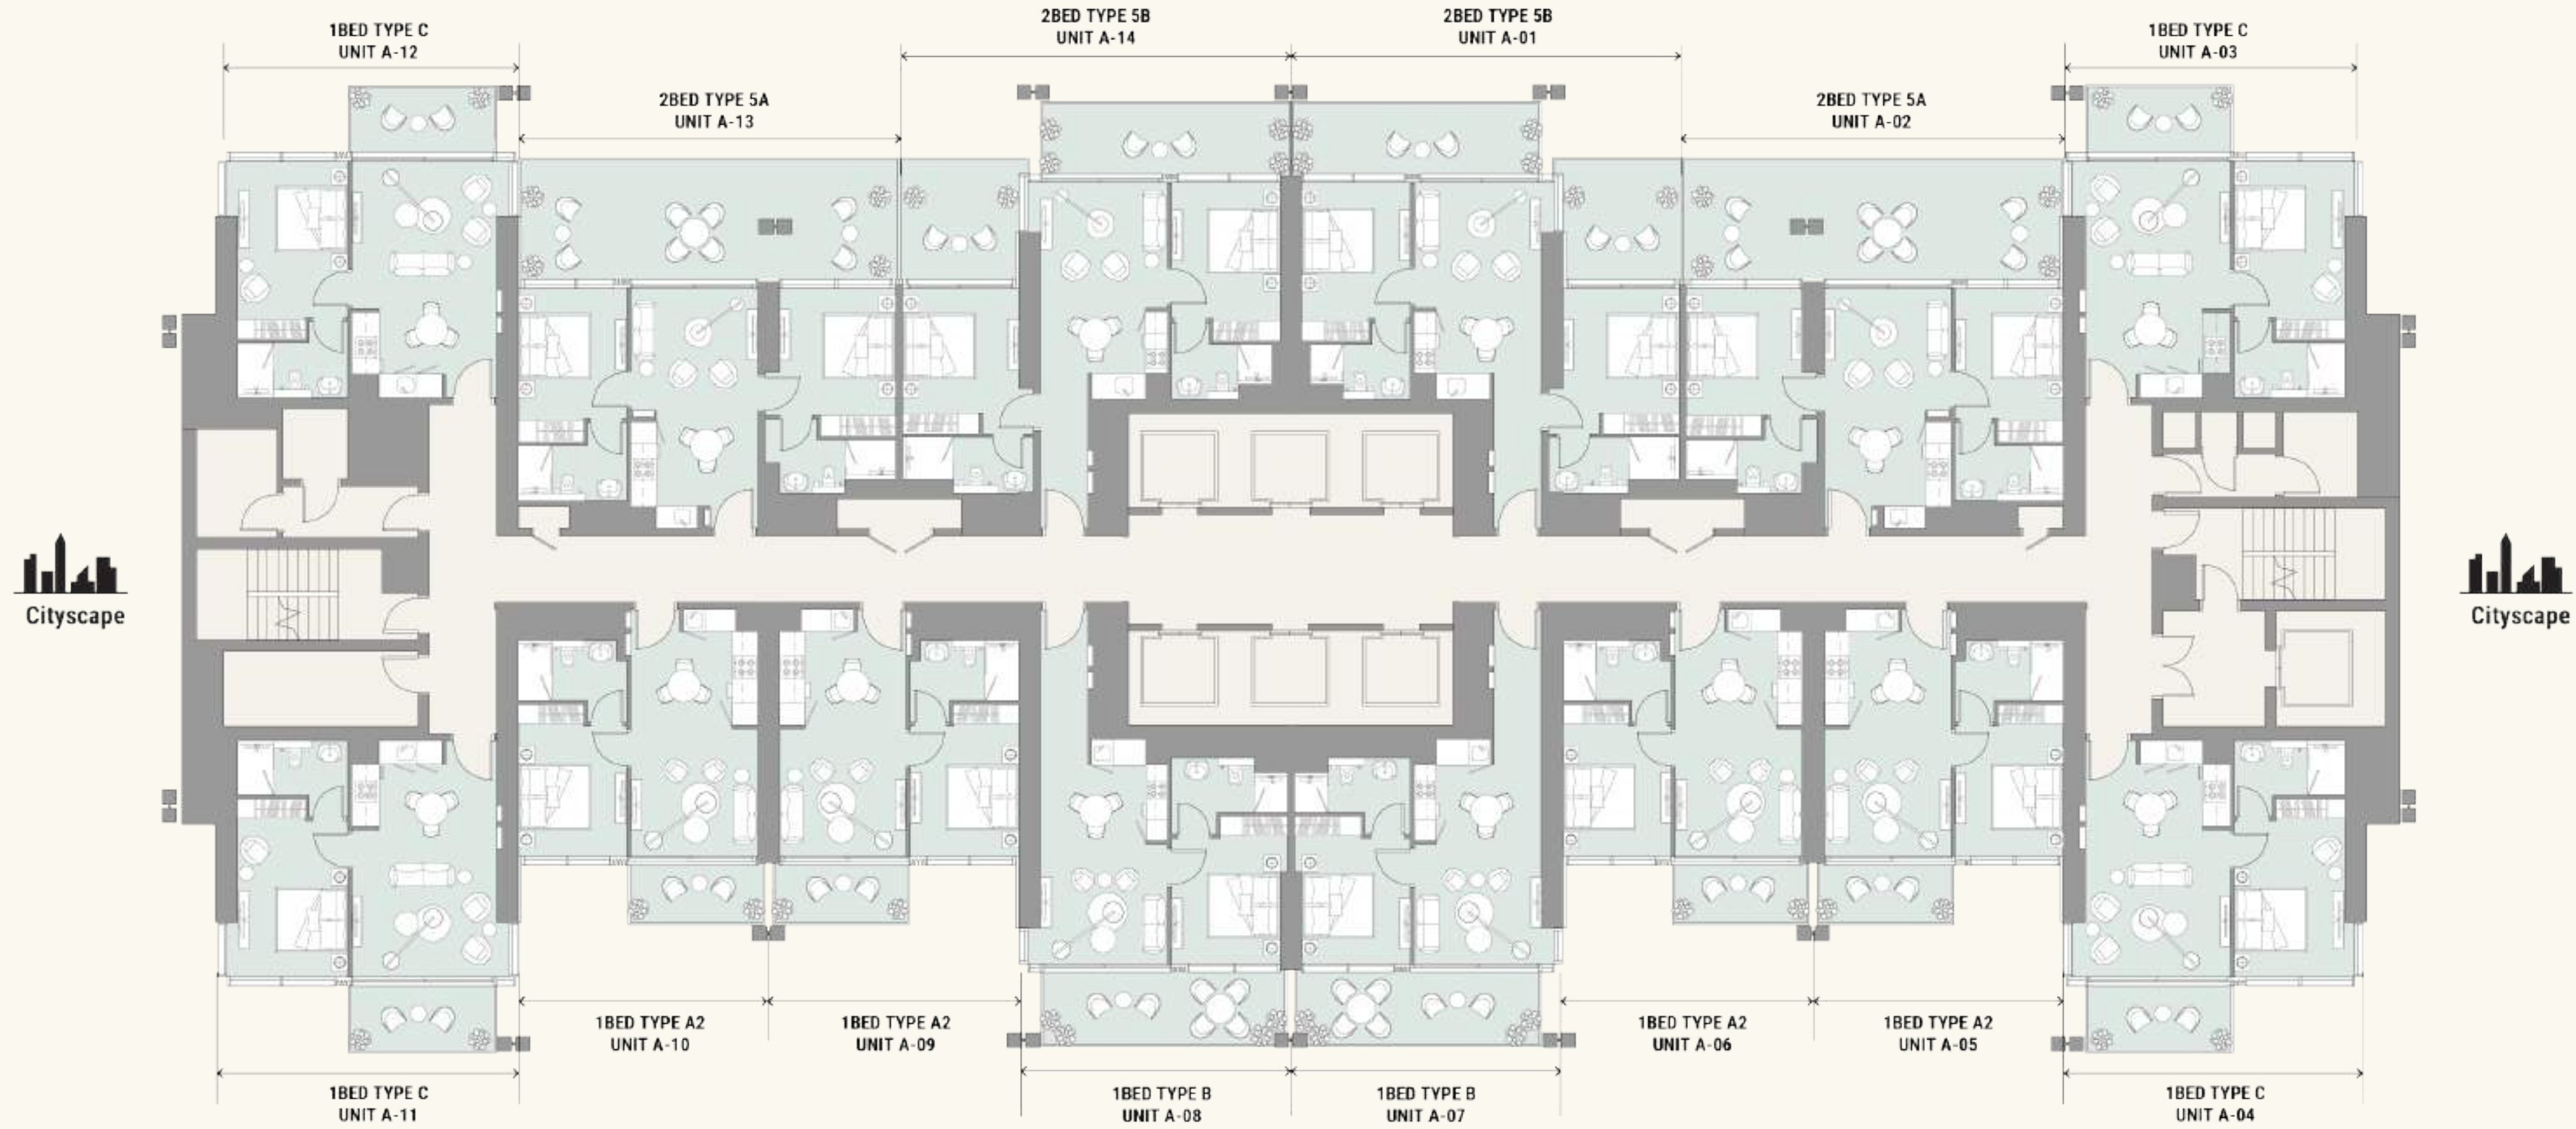 1BED TYPE C
UNIT A-12
2BED TYPE 5A
UNIT A-13
2BED TYPE 5B
UNIT A-14
2BED TYPE 5B
UNIT A-01
2BED TYPE 5A
UNIT A-02
1BED TYPE C
UNIT A-03
Cityscape
Cityscape
1BED TYPE C
UNIT A-11
1BED TYPE A2
UNIT A-10
1BED TYPE A2
UNIT A-09
1BED TYPE B
UNIT A-08
1BED TYPE B
UNIT A-07
1BED TYPE A2
UNIT A-06
1BED TYPE A2
UNIT A-05
1BED TYPE C
UNIT A-04